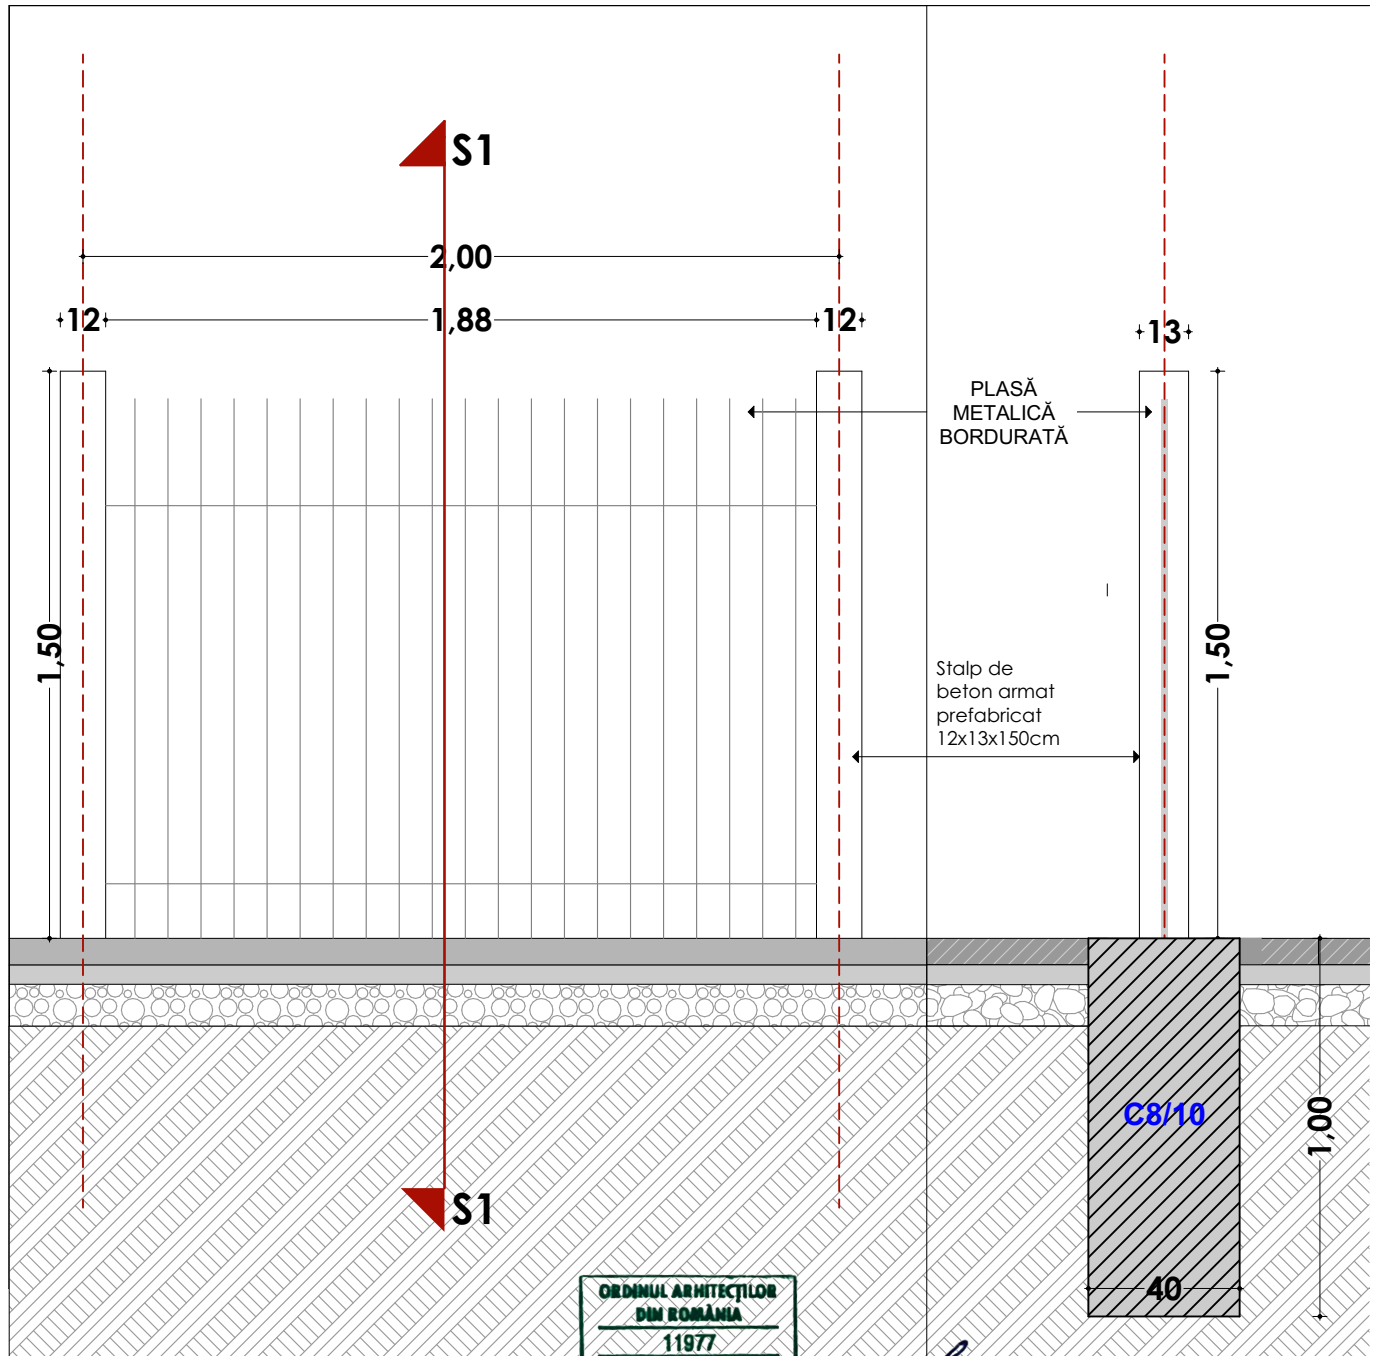 S1
2,00
12
1,88
12
13
PLASĂ
METALICĂ
BORDURATĂ
1,50
1,50
Stalp de
beton armat
prefabricat
12x13x150cm
C8/10
1,00
S1
40
ORDINUL ARHITECȚILOR
DIN ROMÂNIA
11977